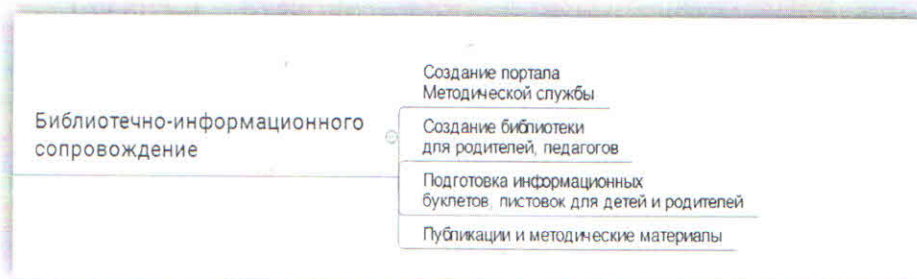 Библиотечно-информационного
сопровождение
Создание портала
Методической службы
Создание библиотеки
для родителей, педагогов
Подготовка информационных
буклетов, листовок для детей и родителей
Публикации и методические материалы